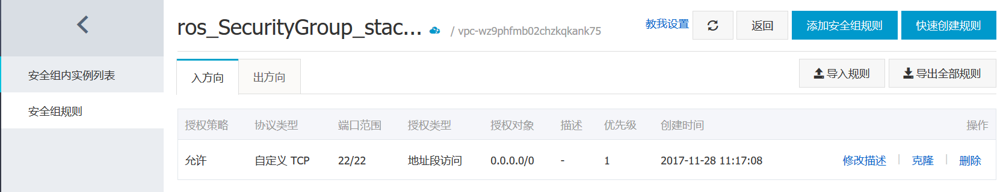 ros_SecurityGroup_stac... / vpc-wz9phfmb02chzkqkank75 教我设置 返回 添加安全组规则 快速创建规则
安全组内实例列表
安全组规则
入方向 出方向 导入规则 导出全部规则
授权策略 协议类型 端口范围 授权类型 授权对象 描述 优先级 创建时间 操作
允许 自定义 TCP 22/22 地址段访问 0.0.0.0/0 - 1 2017-11-28 11:17:08 修改描述 | 克隆 | 删除